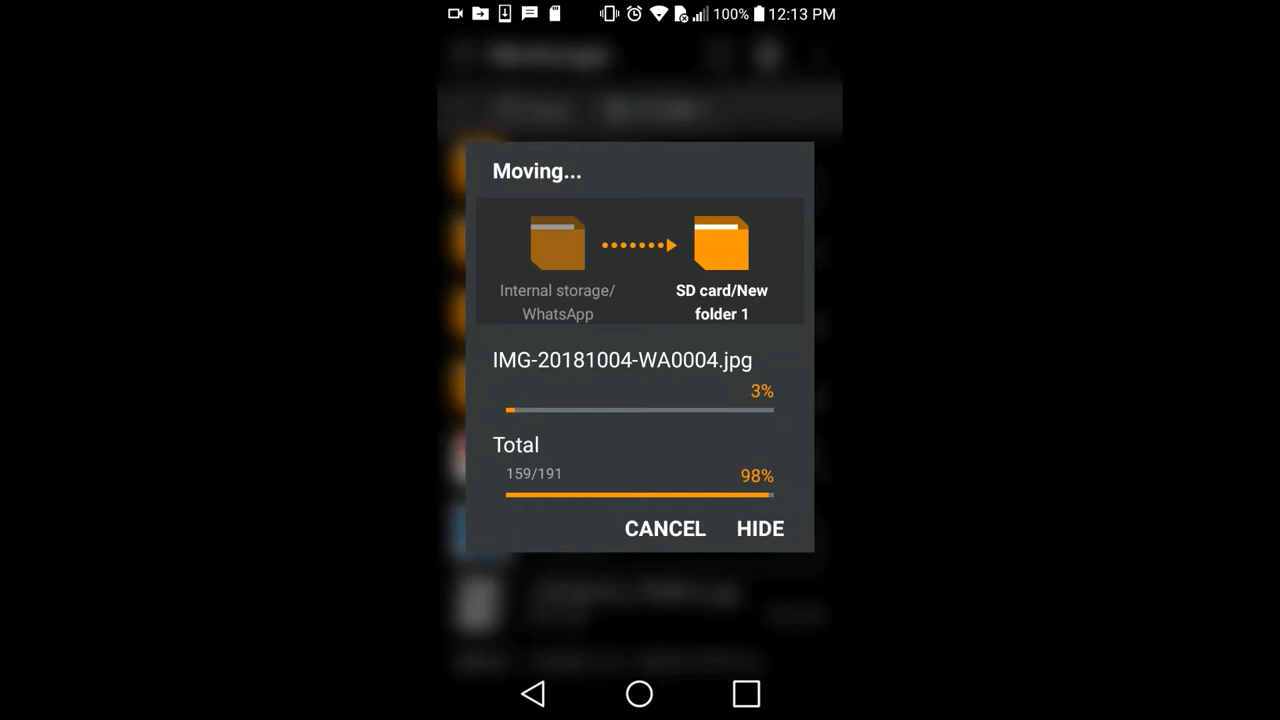 100% 12:13 PM
Moving...
Internal storage/
WhatsApp
SD card/New
folder 1
IMG-20181004-WA0004.jpg
3%
Total
159/191
98%
CANCEL HIDE